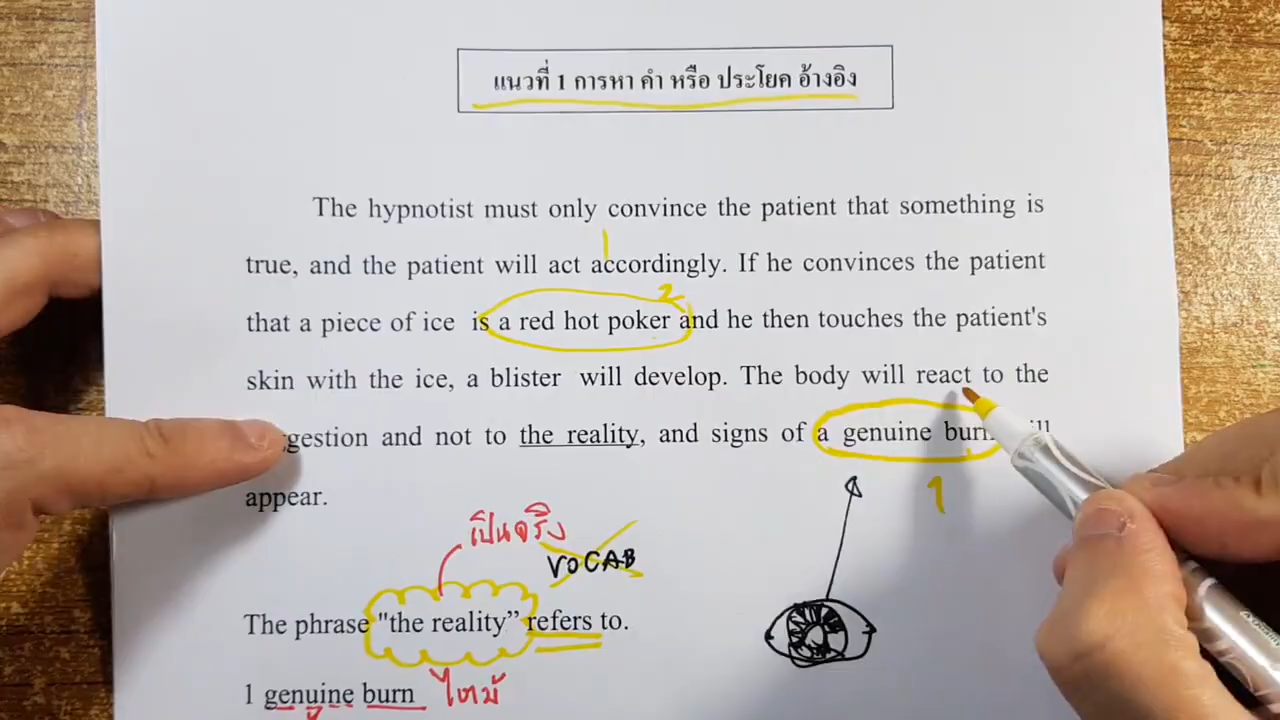 แนวที่ 1 การหา คำ หรือ ประโยค อ้างอิง
The hypnotist must only convince the patient that something is
1
true, and the patient will act accordingly. If he convinces the patient
2
that a piece of ice is a red hot poker and he then touches the patient's
skin with the ice, a blister will develop. The body will react to the
gestion and not to the reality, and signs of a genuine burn
appear.
1
เป็นจริง
VOCAB
The phrase "the reality” refers to.
1 genuine burn ไหม้